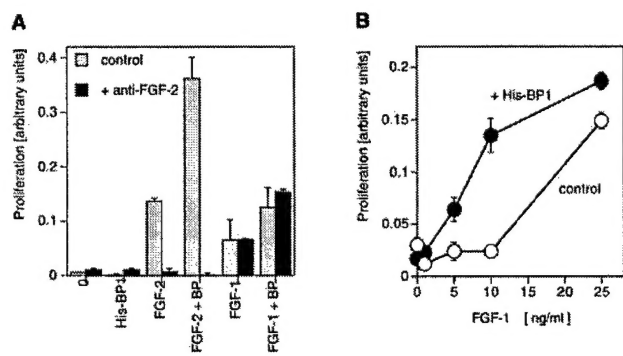 A
Proliferation [arbitrary units]
0.4
0.3
0.2
0.1
0
control
+ anti-FGF-2
0
His-BP1
FGF-2
FGF-2 + BP
FGF-1
FGF-1 + BP
B
Proliferation [arbitrary units]
0.2
0.15
0.1
0.05
0
+ His-BP1
control
0
5
10
15
20
25
FGF-1 [ng/ml]